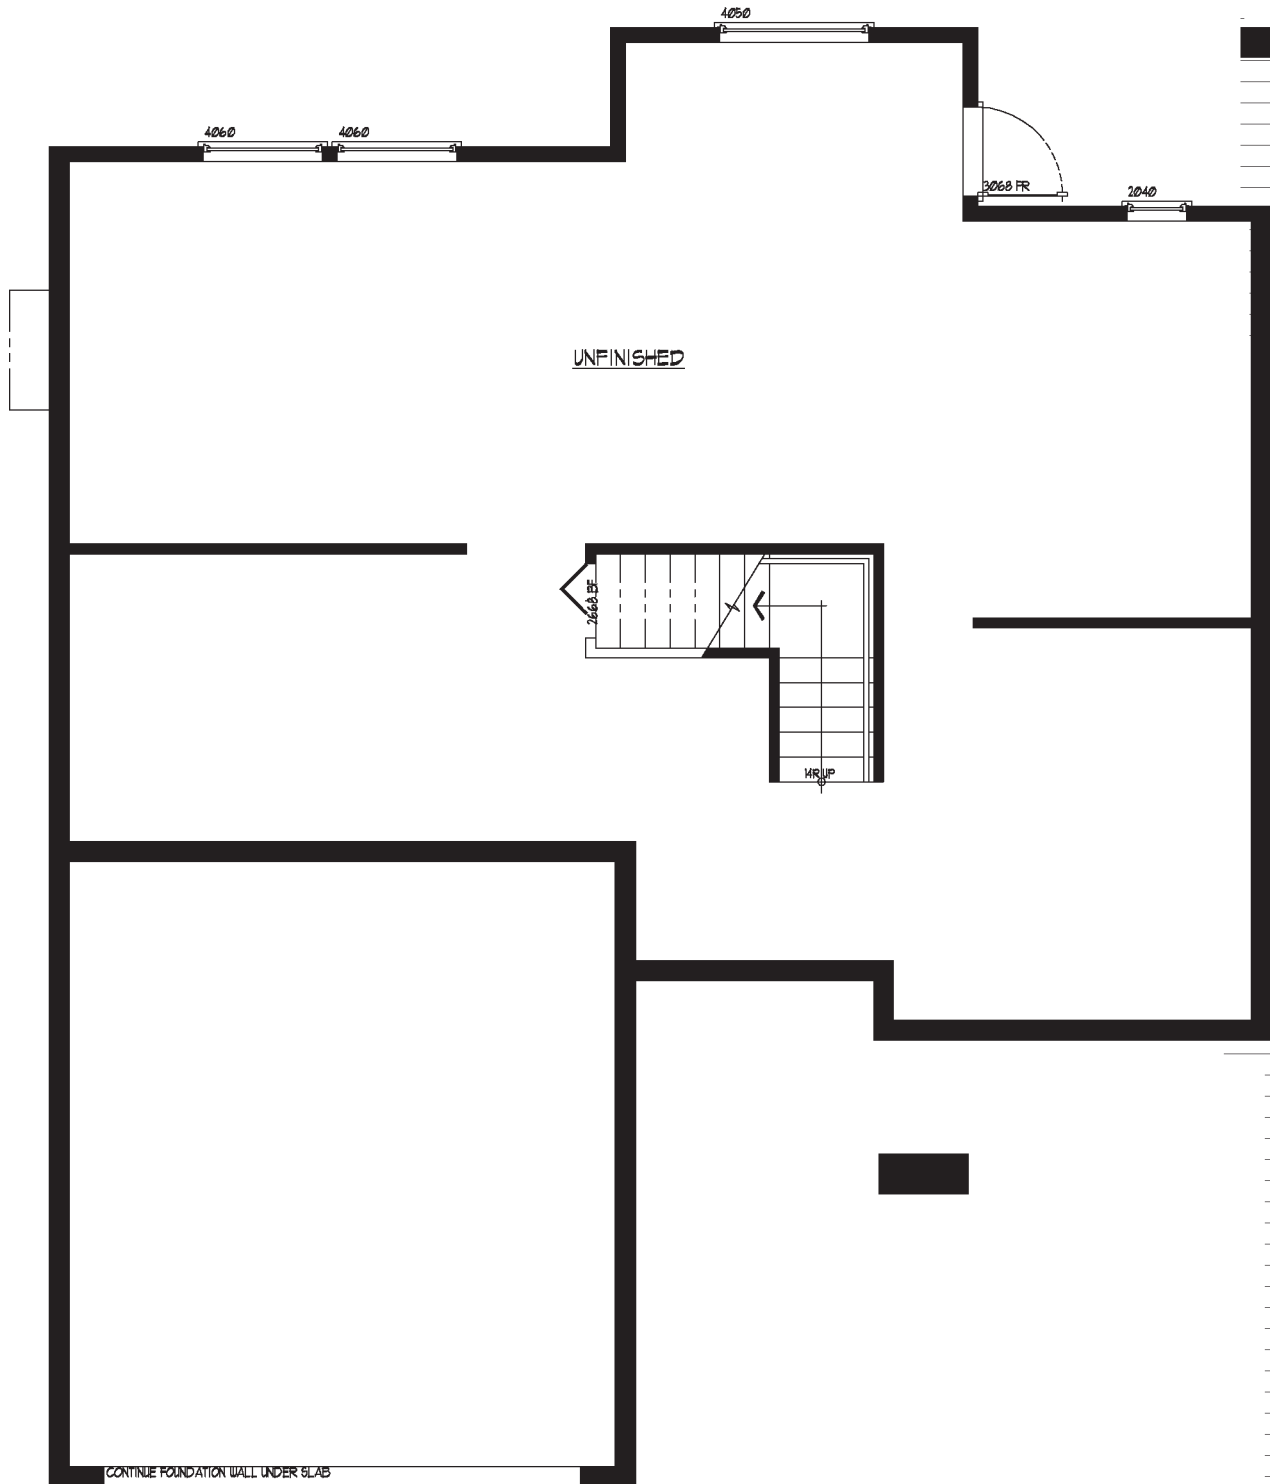 4050
4060 4060
3068 FR
2040
UNFINISHED
2668 BF
14R UP
CONTINUE FOUNDATION WALL UNDER SLAB